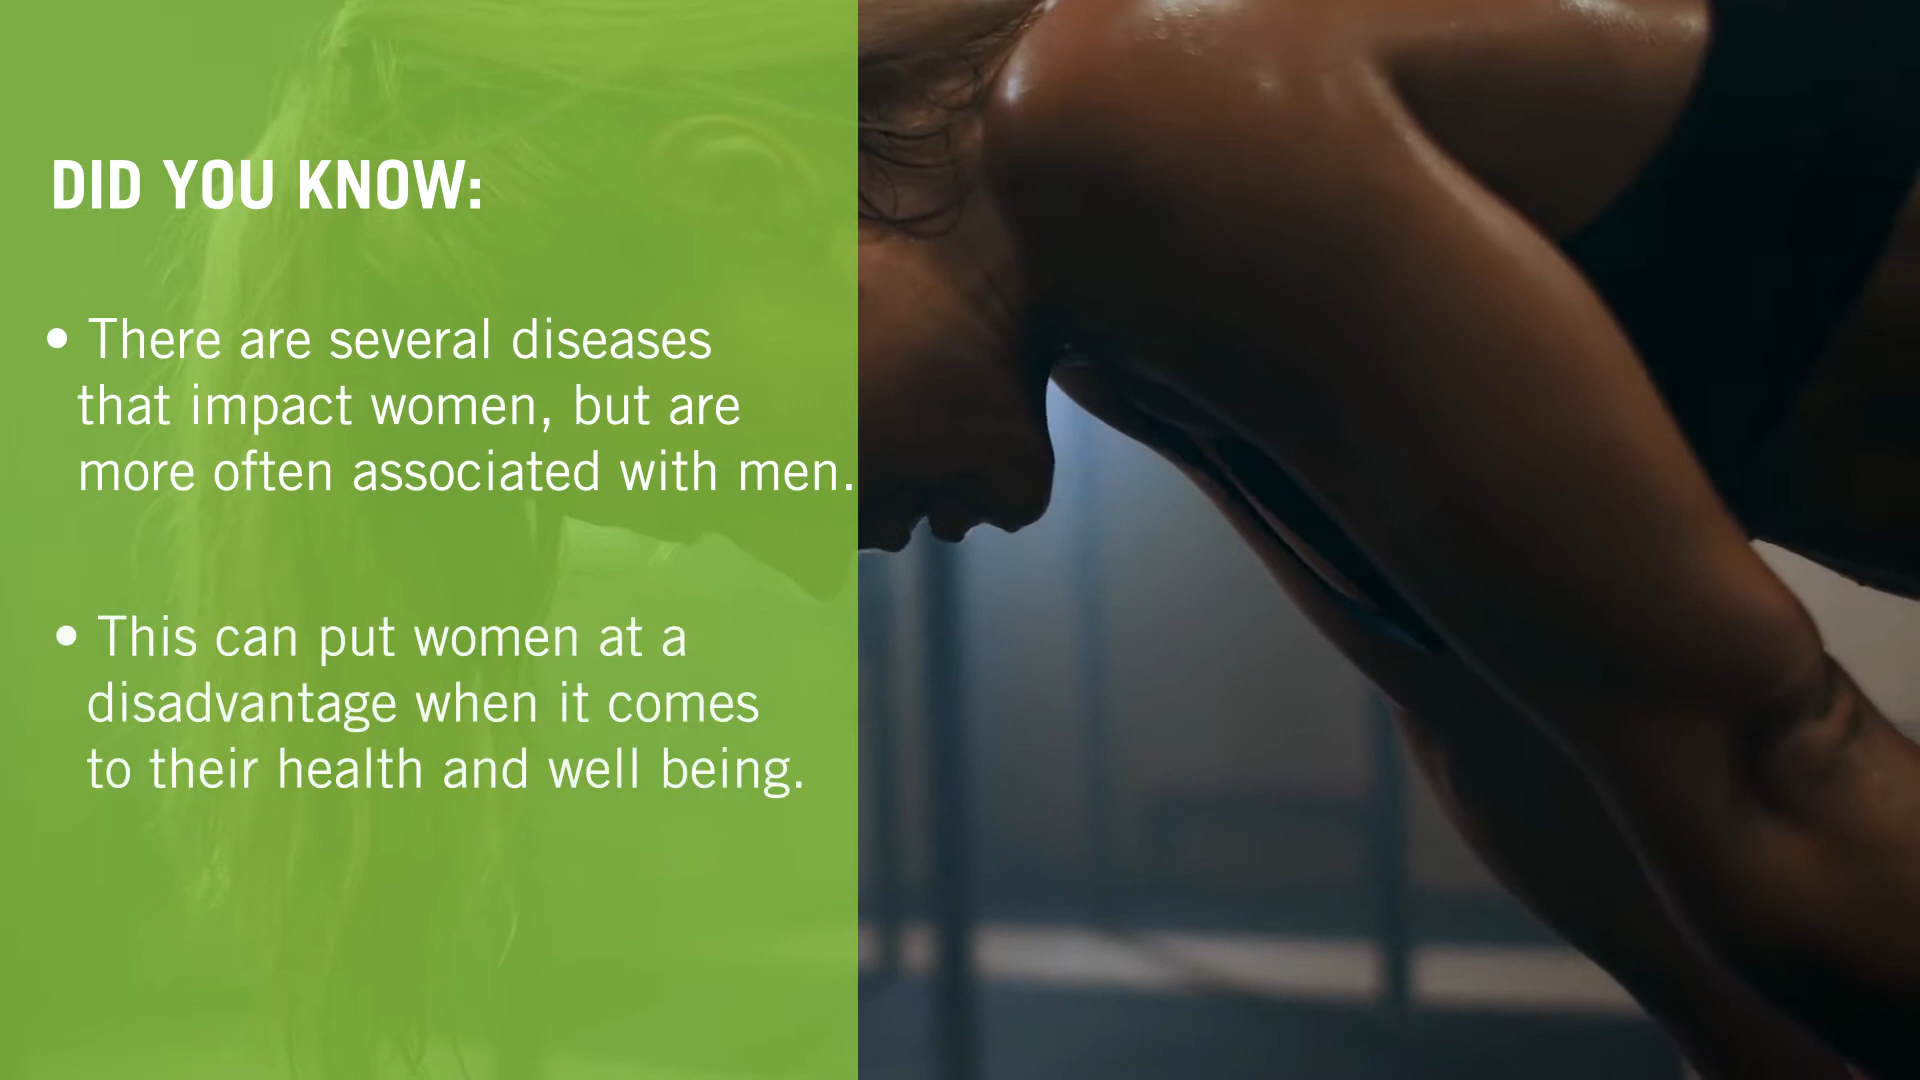 DID YOU KNOW:
• There are several diseases
that impact women, but are
more often associated with men.
• This can put women at a
disadvantage when it comes
to their health and well being.